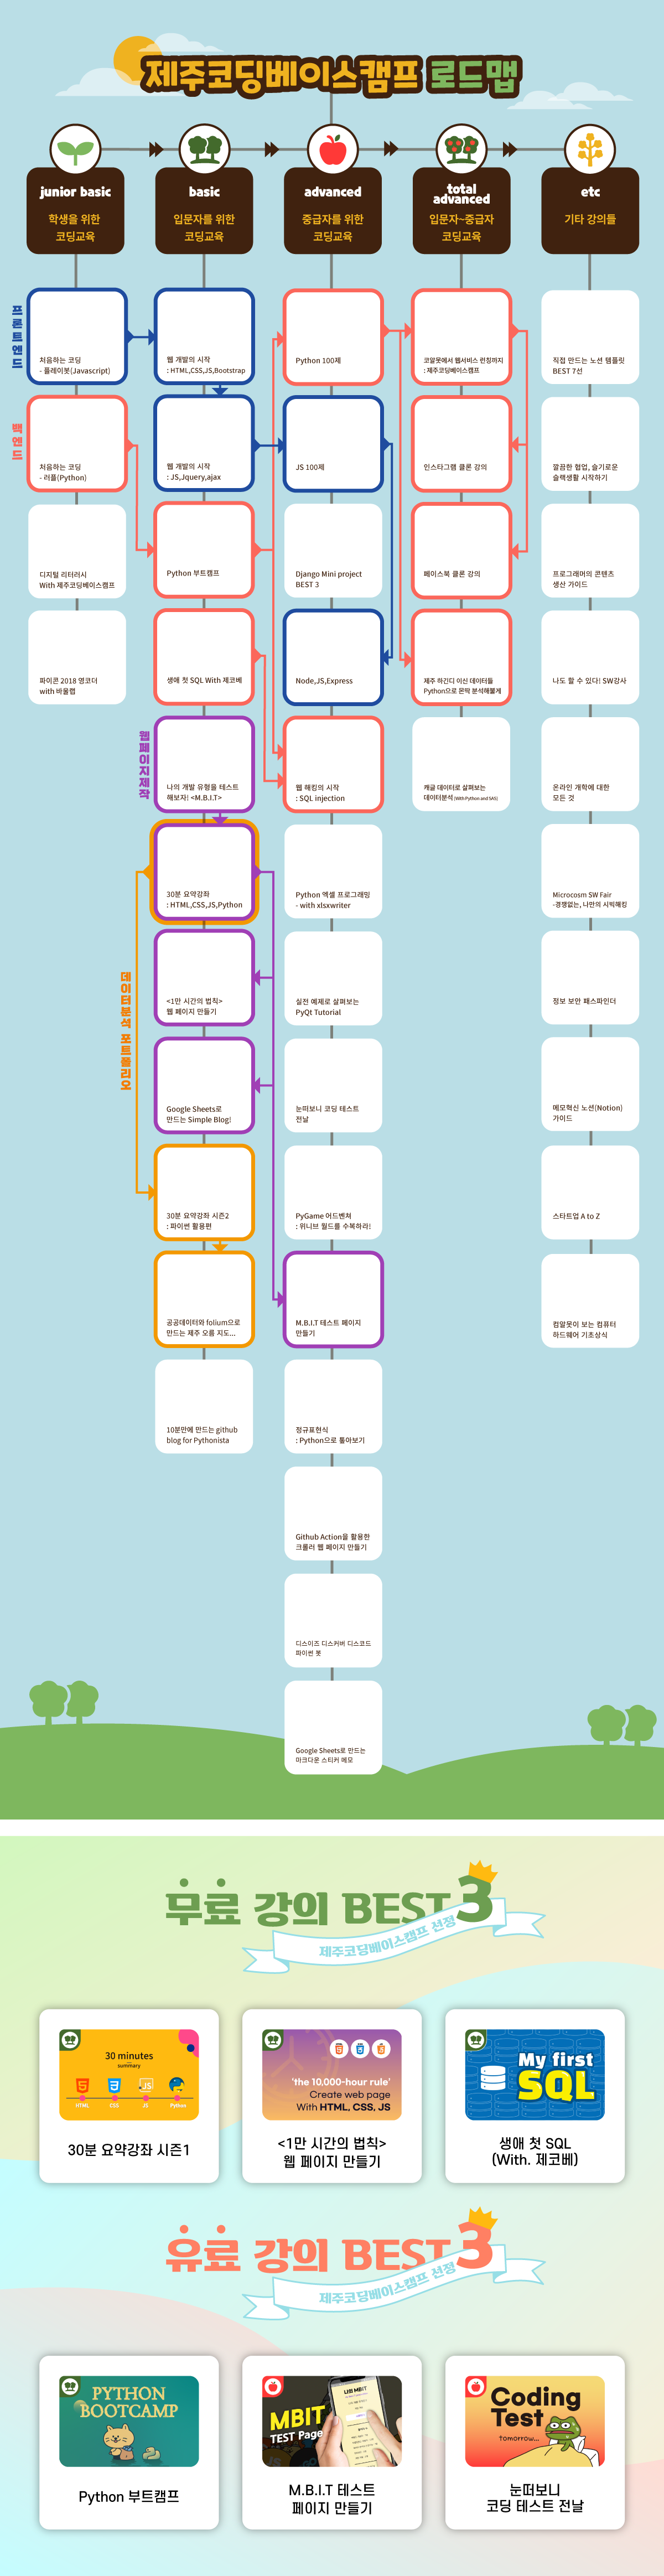 제주코딩베이스캠프 로드맵
junior basic
학생을 위한
코딩교육
basic
입문자를 위한
코딩교육
advanced
중급자를 위한
코딩교육
total
advanced
입문자~중급자
코딩교육
etc
기타 강의들
프론트엔드
처음하는 코딩
- 플레이봇(Javascript)
백엔드
처음하는 코딩
- 러플(Python)
디지털 리터러시
With 제주코딩베이스캠프
파이콘 2018 영코더
with 바울랩
웹 개발의 시작
: HTML,CSS,JS,Bootstrap
웹 개발의 시작
: JS,Jquery,ajax
Python 부트캠프
생애 첫 SQL With 제코베
웹페이지제작
나의 개발 유형을 테스트
해보자! <M.B.I.T>
30분 요약강좌
: HTML,CSS,JS,Python
데이터분석 포트폴리오
<1만 시간의 법칙>
웹 페이지 만들기
Google Sheets로
만드는 Simple Blog!
30분 요약강좌 시즌2
: 파이썬 활용편
공공데이터와 folium으로
만드는 제주 오름 지도...
10분만에 만드는 github
blog for Pythonista
Python 100제
JS 100제
Django Mini project
BEST 3
Node,JS,Express
웹 해킹의 시작
: SQL injection
Python 엑셀 프로그래밍
- with xlsxwriter
실전 예제로 살펴보는
PyQt Tutorial
눈떠보니 코딩 테스트
전날
PyGame 어드벤쳐
: 위니브 월드를 수복하라!
M.B.I.T 테스트 페이지
만들기
정규표현식
: Python으로 톺아보기
Github Action을 활용한
크롤러 웹 페이지 만들기
디스이즈 디스커버 디스코드
파이썬 봇
Google Sheets로 만드는
마크다운 스티커 메모
코알못에서 웹서비스 런칭까지
: 제주코딩베이스캠프
인스타그램 클론 강의
페이스북 클론 강의
제주 하간디 이신 데이터들
Python으로 몬딱 분석해불게
캐글 데이터로 살펴보는
데이터분석 (With Python and SAS)
직접 만드는 노션 템플릿
BEST 7선
깔끔한 협업, 슬기로운
슬랙생활 시작하기
프로그래머의 콘텐츠
생산 가이드
나도 할 수 있다! SW강사
온라인 개학에 대한
모든 것
Microcosm SW Fair
-경쟁없는, 나만의 시빅해킹
정보 보안 패스파인더
메모혁신 노션(Notion)
가이드
스타트업 A to Z
컴알못이 보는 컴퓨터
하드웨어 기초상식
무료 강의 BEST 3
제주코딩베이스캠프 선정
30 minutes
summary
HTML
CSS
JS
Python
30분 요약강좌 시즌1
'the 10,000-hour rule'
Create web page
With HTML, CSS, JS
<1만 시간의 법칙>
웹 페이지 만들기
My first
SQL
생애 첫 SQL
(With. 제코베)
유료 강의 BEST 3
제주코딩베이스캠프 선정
PYTHON
BOOTCAMP
Python 부트캠프
MBIT
TEST Page
나의 MBIT
M.B.I.T 테스트
페이지 만들기
Coding
Test
tomorrow...
눈떠보니
코딩 테스트 전날